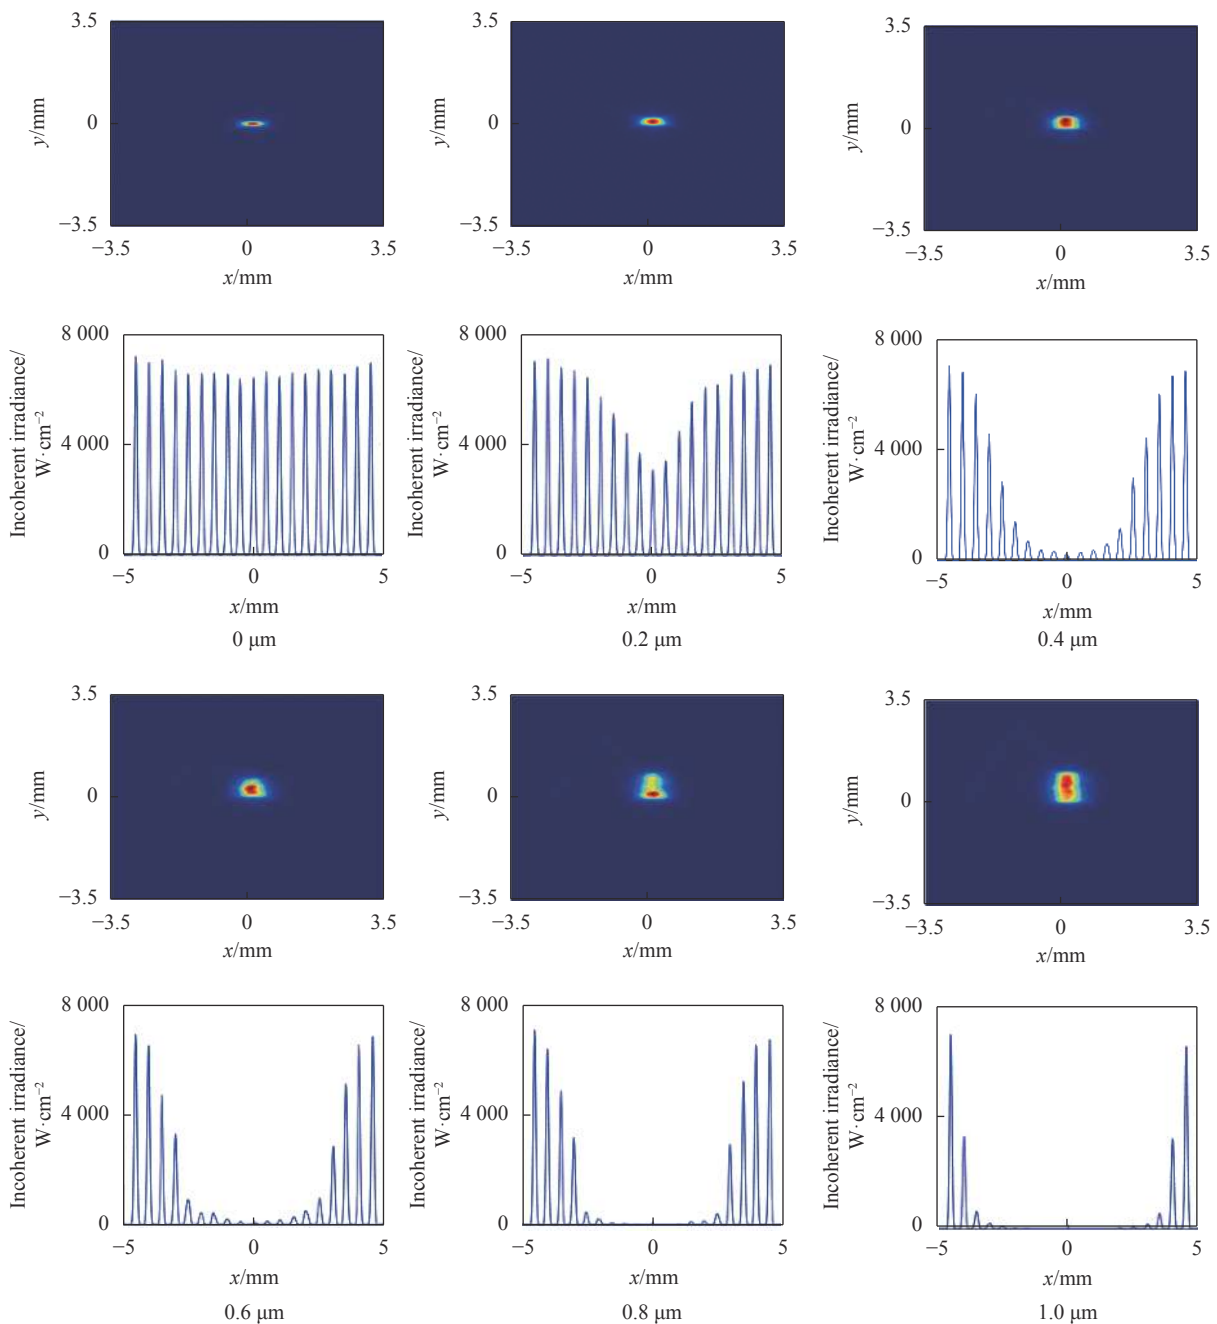 3.5
0
−3.5
y/mm
−3.5
0
3.5
x/mm
3.5
0
−3.5
y/mm
−3.5
0
3.5
x/mm
3.5
0
−3.5
y/mm
−3.5
0
3.5
x/mm
8 000
4 000
0
Incoherent irradiance/
W·cm⁻²
−5
0
5
x/mm
0 μm
8 000
4 000
0
Incoherent irradiance/
W·cm⁻²
−5
0
5
x/mm
0.2 μm
8 000
4 000
0
Incoherent irradiance/
W·cm⁻²
−5
0
5
x/mm
0.4 μm
3.5
0
−3.5
y/mm
−3.5
0
3.5
x/mm
3.5
0
−3.5
y/mm
−3.5
0
3.5
x/mm
3.5
0
−3.5
y/mm
−3.5
0
3.5
x/mm
8 000
4 000
0
Incoherent irradiance/
W·cm⁻²
−5
0
5
x/mm
0.6 μm
8 000
4 000
0
Incoherent irradiance/
W·cm⁻²
−5
0
5
x/mm
0.8 μm
8 000
4 000
0
Incoherent irradiance/
W·cm⁻²
−5
0
5
x/mm
1.0 μm